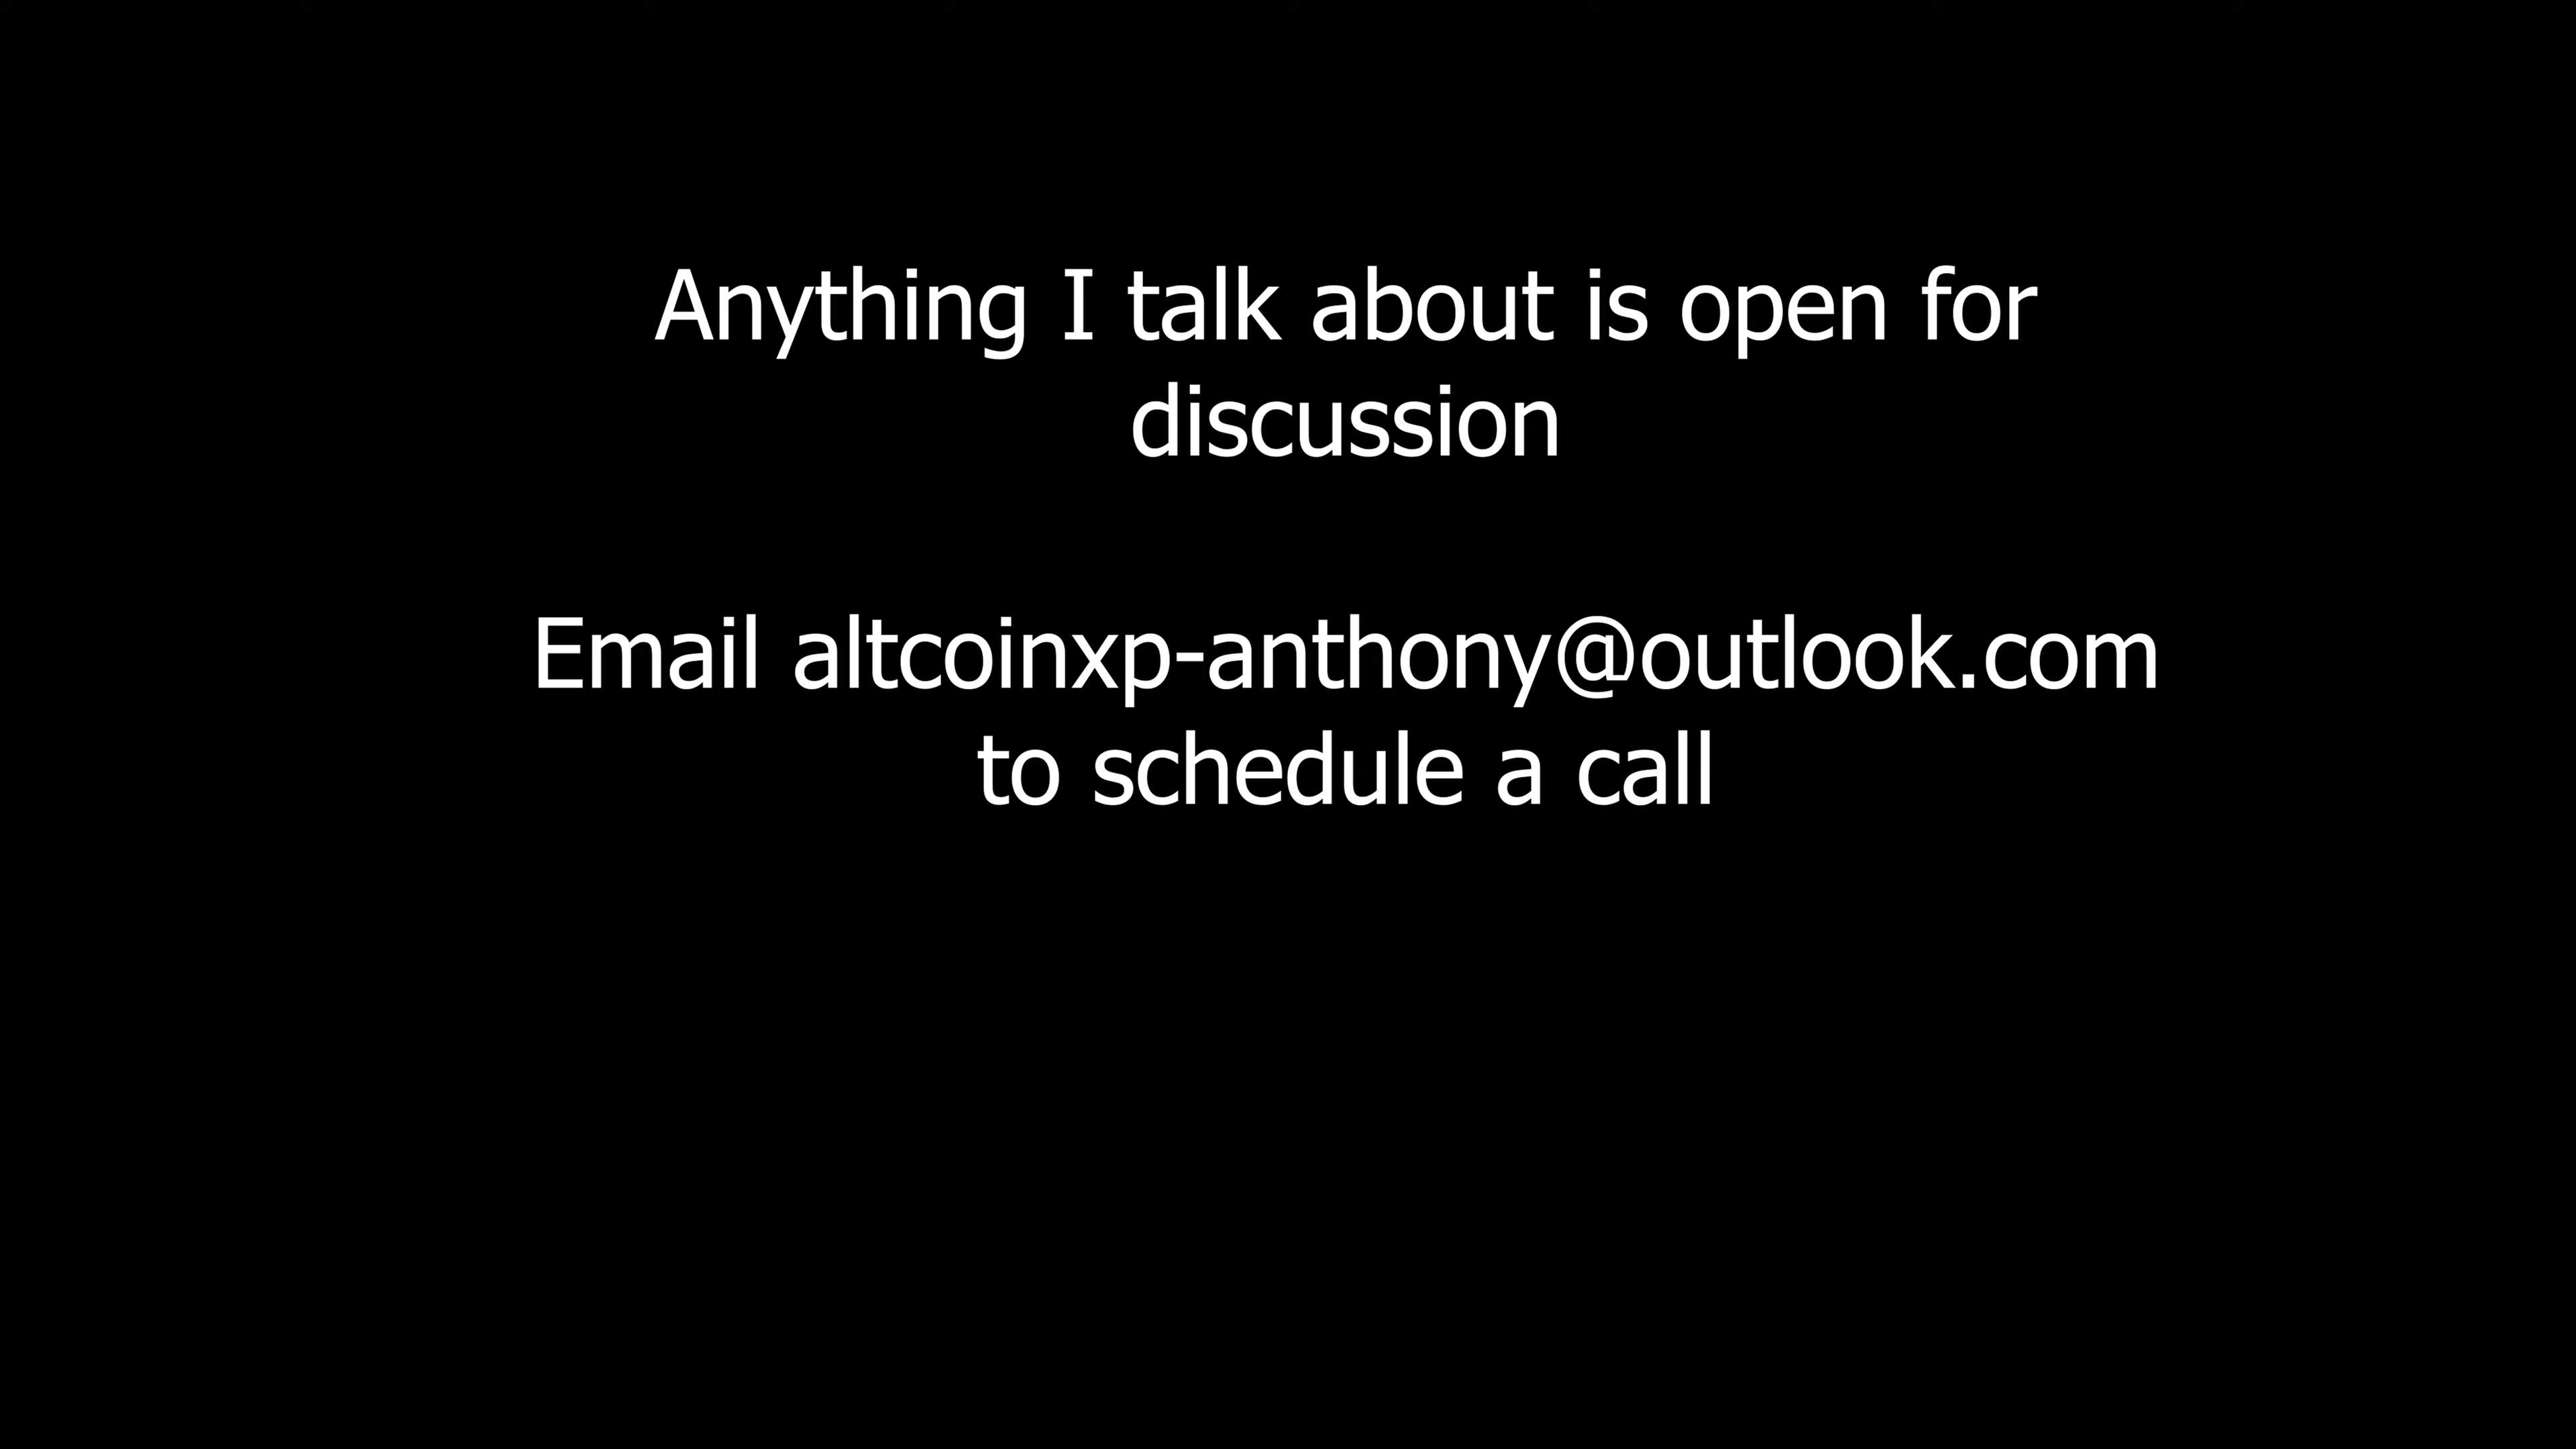 Anything I talk about is open for
discussion
Email altcoinxp-anthony@outlook.com
to schedule a call